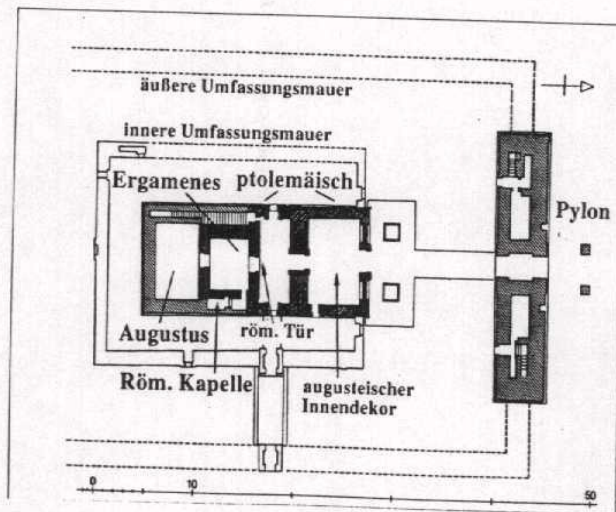 äußere Umfassungsmauer
innere Umfassungsmauer
Ergamenes
ptolemäisch
Pylon
Augustus
röm. Tür
Röm. Kapelle
augusteischer
Innendekor
0
10
50